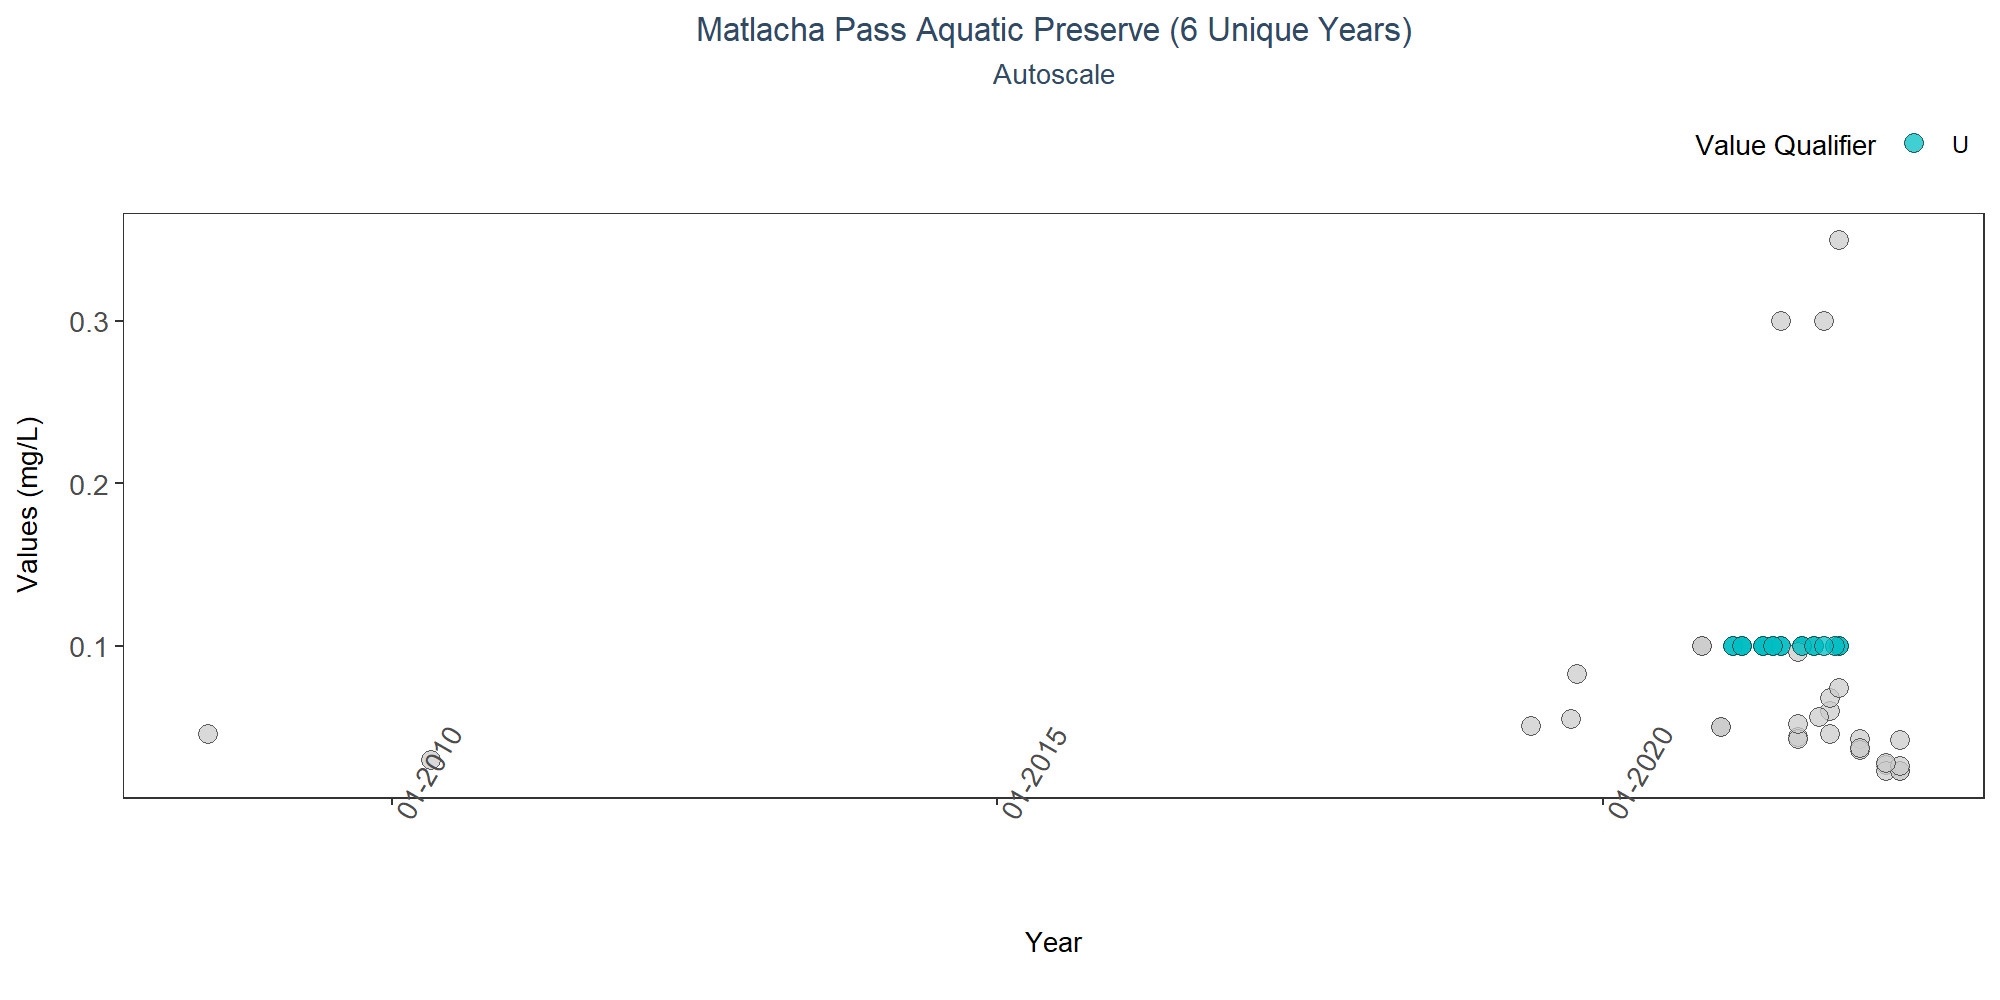 Matlacha Pass Aquatic Preserve (6 Unique Years)
Autoscale
Value Qualifier U
Values (mg/L)
0.3
0.2
0.1
01-2010
01-2015
01-2020
Year